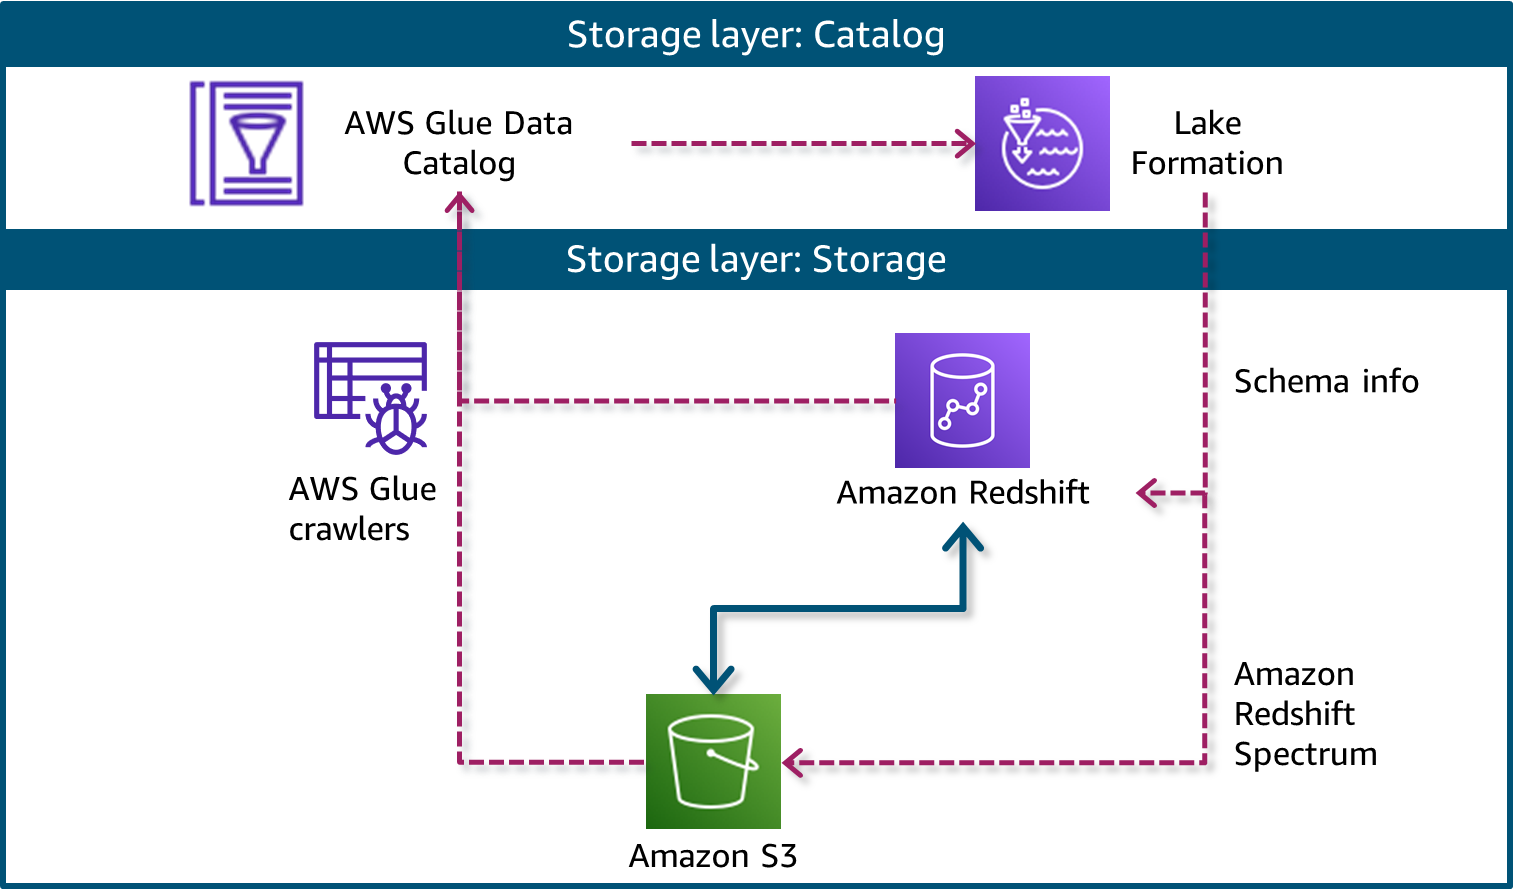 Storage layer: Catalog
AWS Glue Data
Catalog
Lake
Formation
Storage layer: Storage
Schema info
AWS Glue
crawlers
Amazon Redshift
Amazon
Redshift
Spectrum
Amazon S3